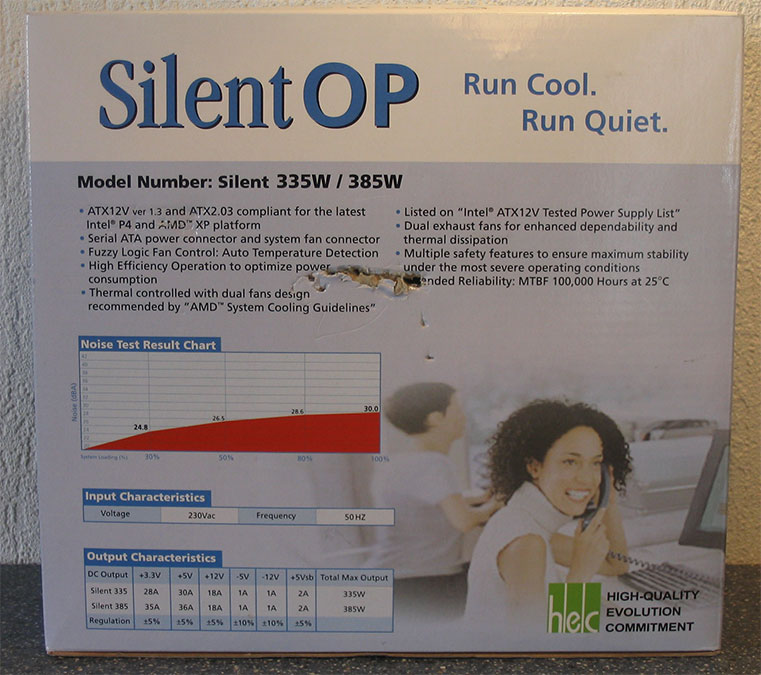 Silent OP
Run Cool.
Run Quiet.
Model Number: Silent 335W / 385W
• ATX12V ver 1.3 and ATX2.03 compliant for the latest
Intel® P4 and AMD™ XP platform
• Serial ATA power connector and system fan connector
• Fuzzy Logic Fan Control: Auto Temperature Detection
• High Efficiency Operation to optimize power
consumption
• Thermal controlled with dual fans design
recommended by "AMD™ System Cooling Guidelines"
• Listed on "Intel® ATX12V Tested Power Supply List"
• Dual exhaust fans for enhanced dependability and
thermal dissipation
• Multiple safety features to ensure maximum stability
under the most severe operating conditions
ended Reliability: MTBF 100,000 Hours at 25°C
Noise Test Result Chart
Noise (dBA)
24.8 26.5 28.6 30.0
System Loading (%) 30% 50% 80% 100%
Input Characteristics
Voltage 230Vac Frequency 50HZ
Output Characteristics
DC Output +3.3V +5V +12V -5V -12V +5Vsb Total Max Output
Silent 335 28A 30A 18A 1A 1A 2A 335W
Silent 385 35A 36A 18A 1A 1A 2A 385W
Regulation ±5% ±5% ±5% ±10% ±10% ±5%
hec
HIGH-QUALITY
EVOLUTION
COMMITMENT